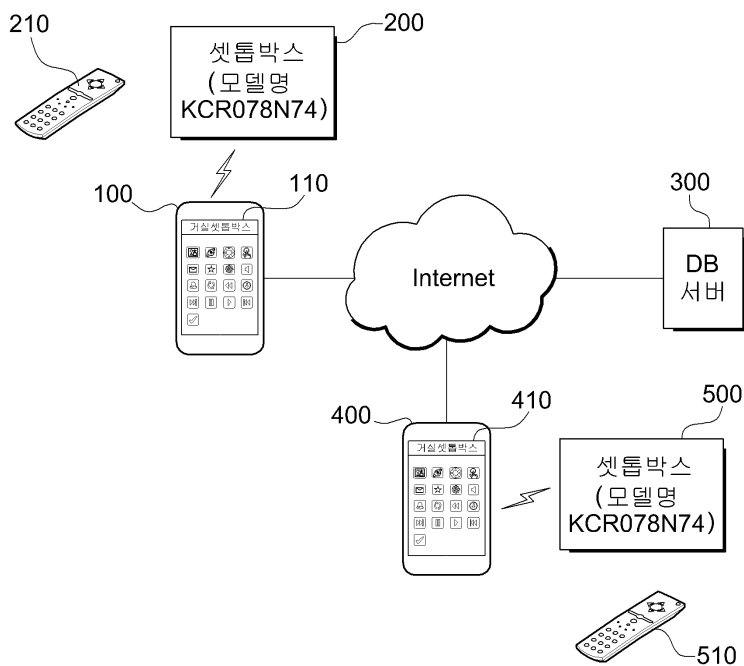 210
셋톱박스
(모델명
KCR078N74)
200
100
110
거실셋톱박스
Internet
300
DB
서버
400
410
거실셋톱박스
500
셋톱박스
(모델명
KCR078N74)
510